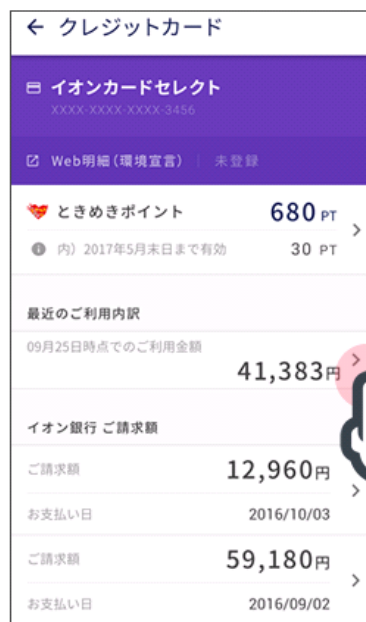 ← クレジットカード
イオンカードセレクト
XXXX-XXXX-XXXX-3456
Web明細(環境宣言) | 未登録
ときめきポイント 680 PT
内)2017年5月末日まで有効 30 PT
最近のご利用内訳
09月25日時点でのご利用金額
41,383円
イオン銀行 ご請求額
ご請求額 12,960円
お支払い日 2016/10/03
ご請求額 59,180円
お支払い日 2016/09/02